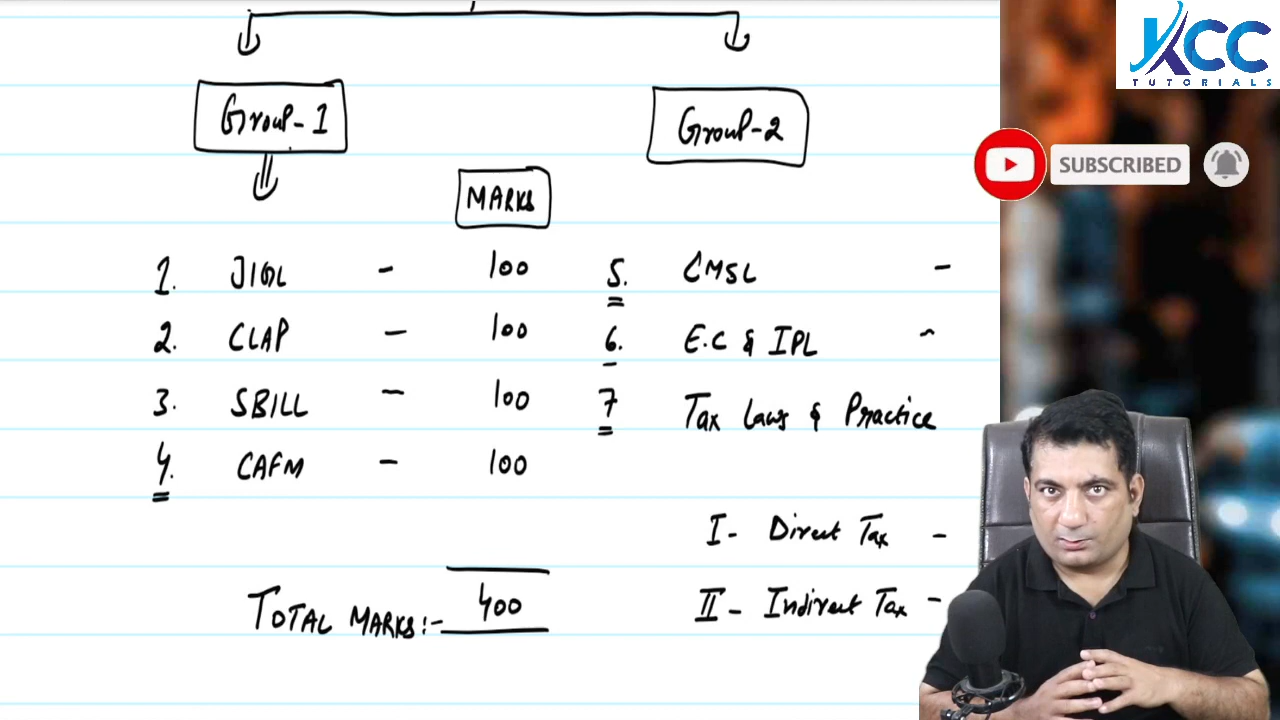 KCC
TUTORIALS
Group-1
Group-2
SUBSCRIBED
MARKS
1. JIGL - 100
2. CLAP - 100
3. SBILL - 100
4. CAFM - 100
TOTAL MARKS:- 400
5. CMSL -
6. E.C & IPL -
7 Tax Laws & Practice
I - Direct Tax -
II - Indirect Tax -